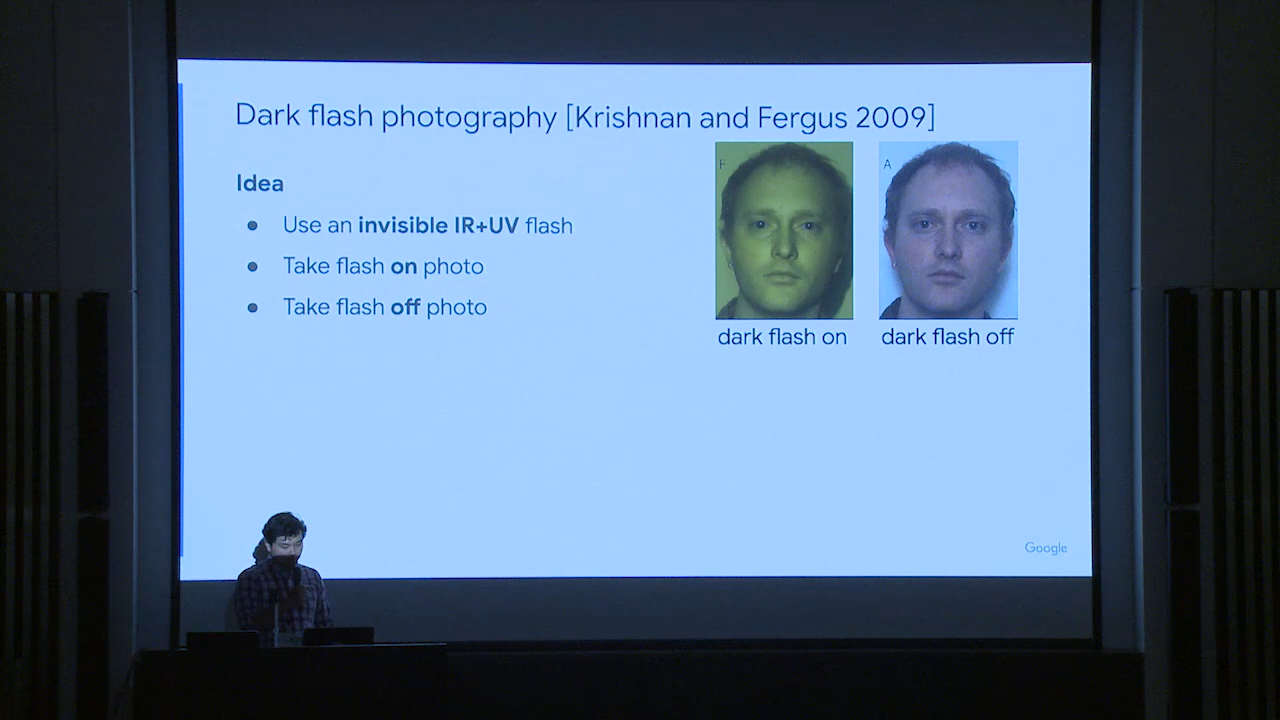 Dark flash photography [Krishnan and Fergus 2009]
Idea
● Use an invisible IR+UV flash
● Take flash on photo
● Take flash off photo
F
A
dark flash on
dark flash off
Google